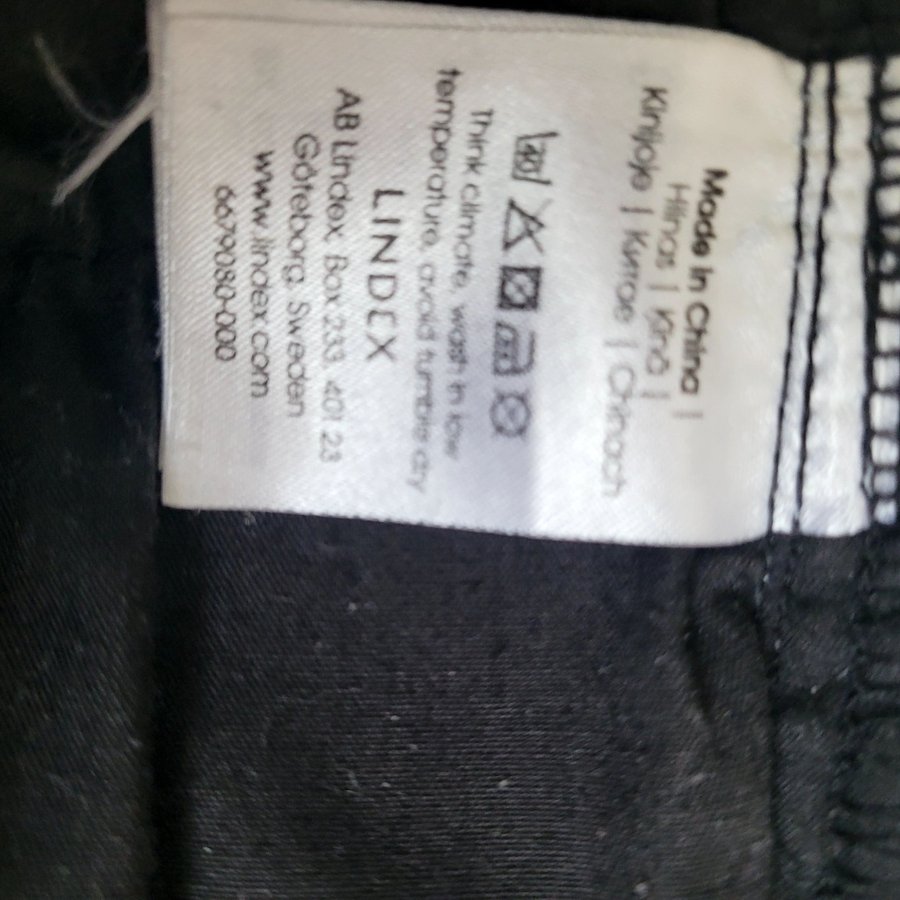 Made in China |
Hiinas | Ķīnā |
Kinijoje | Китае | Chinach
Think climate, wash in low
temperature, avoid tumble dry
LINDEX
AB Lindex, Box 233, 401 23
Göteborg, Sweden
www.lindex.com
6679080-000